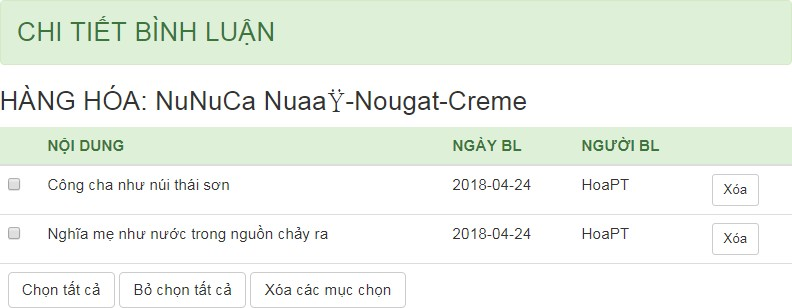 CHI TIẾT BÌNH LUẬN
HÀNG HÓA: NuNuCa NuaaŸ-Nougat-Creme
NỘI DUNG NGÀY BL NGƯỜI BL
Công cha như núi thái sơn 2018-04-24 HoaPT Xóa
Nghĩa mẹ như nước trong nguồn chảy ra 2018-04-24 HoaPT Xóa
Chọn tất cả Bỏ chọn tất cả Xóa các mục chọn